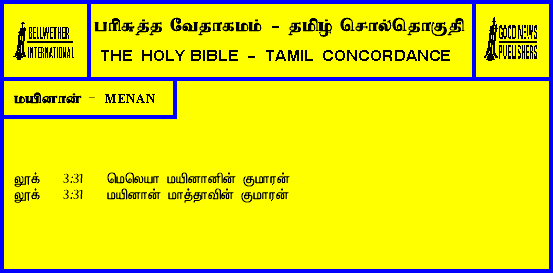 BELLWETHER
INTERNATIONAL
பரிசுத்த வேதாகமம் - தமிழ் சொல்தொகுதி
THE HOLY BIBLE - TAMIL CONCORDANCE
GOOD NEWS
PUBLISHERS
மயினான் - MENAN
லூக் 3:31 மெலெயா மயினானின் குமாரன்
லூக் 3:31 மயினான் மாத்தாவின் குமாரன்